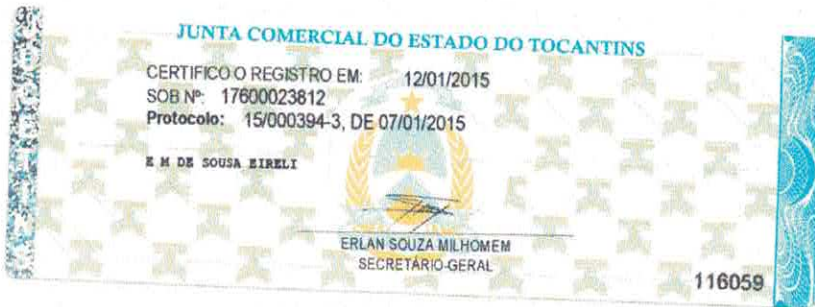 JUNTA COMERCIAL DO ESTADO DO TOCANTINS
CERTIFICO O REGISTRO EM: 12/01/2015
SOB Nº: 17600023812
Protocolo: 15/000394-3, DE 07/01/2015
E M DE SOUSA EIRELI
ERLAN SOUZA MILHOMEM
SECRETÁRIO-GERAL
116059